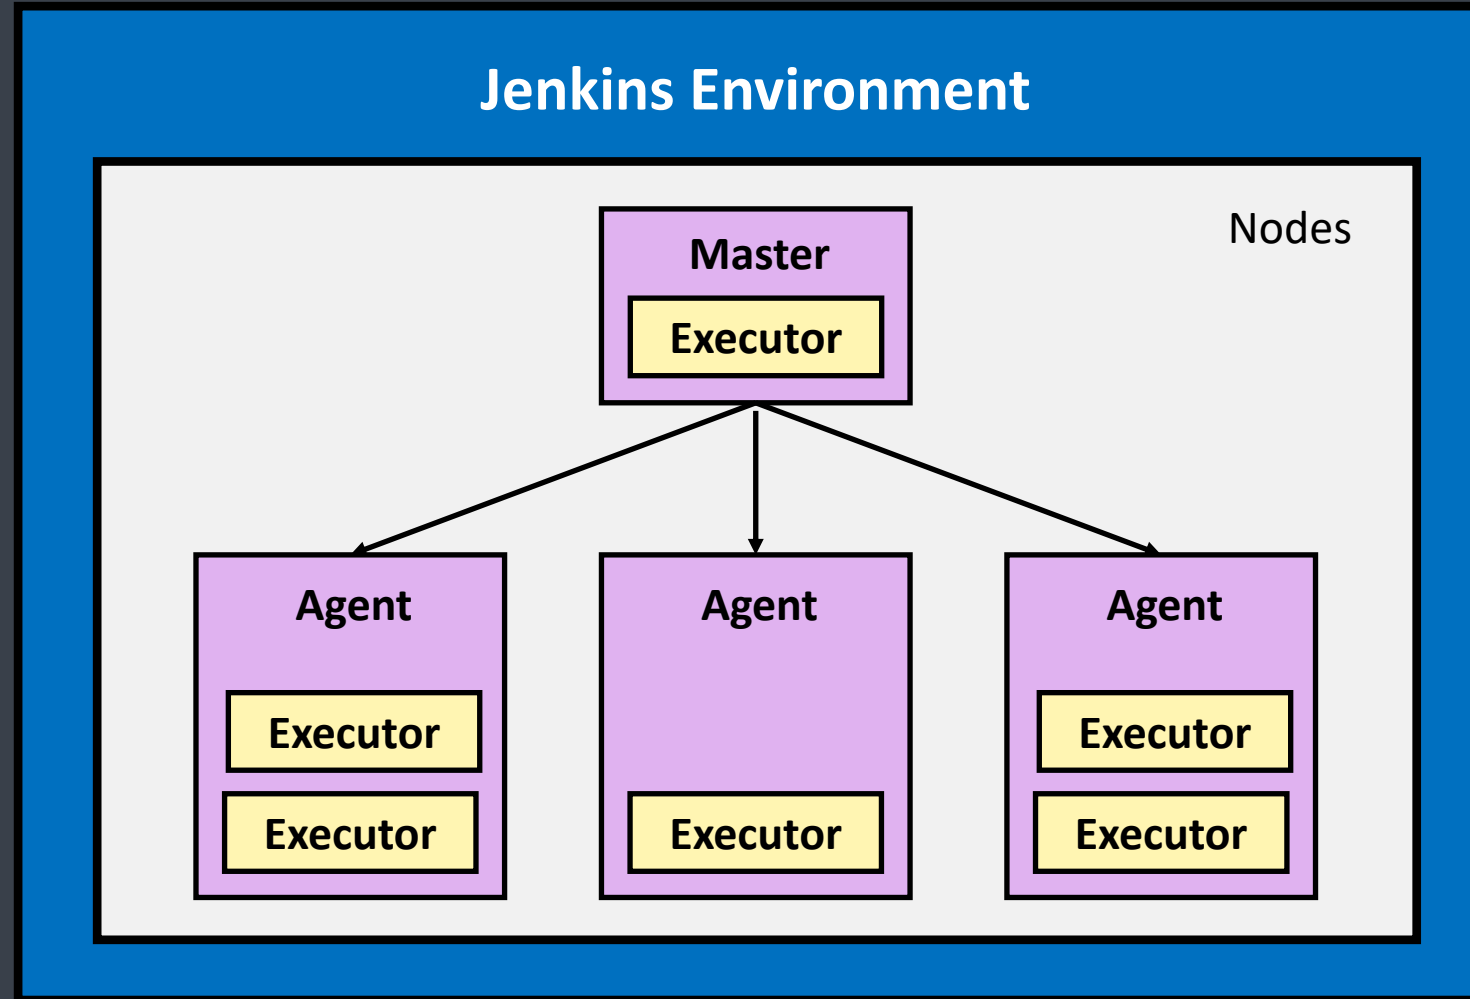 Jenkins Environment
Nodes
Master
Executor
Agent
Executor
Executor
Agent
Executor
Agent
Executor
Executor